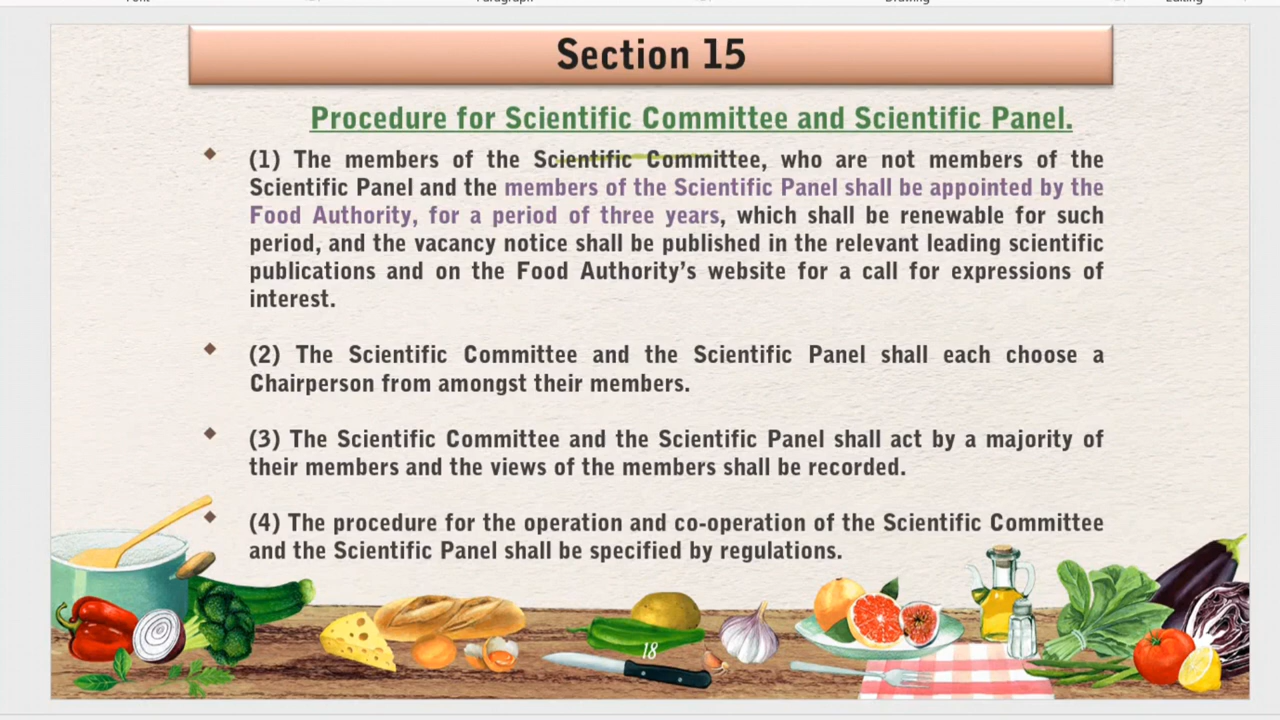 Section 15
Procedure for Scientific Committee and Scientific Panel.
(1) The members of the Scientific Committee, who are not members of the
Scientific Panel and the members of the Scientific Panel shall be appointed by the
Food Authority, for a period of three years, which shall be renewable for such
period, and the vacancy notice shall be published in the relevant leading scientific
publications and on the Food Authority’s website for a call for expressions of
interest.
(2) The Scientific Committee and the Scientific Panel shall each choose a
Chairperson from amongst their members.
(3) The Scientific Committee and the Scientific Panel shall act by a majority of
their members and the views of the members shall be recorded.
(4) The procedure for the operation and co-operation of the Scientific Committee
and the Scientific Panel shall be specified by regulations.
18